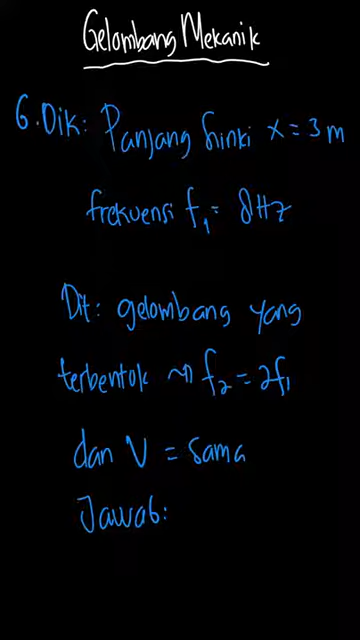 Gelombang Mekanik
6. Dik: Panjang Slinki x = 3 m
frekuensi f₁ = 8 Hz
Dit: gelombang yang
terbentuk ⇝ f₂ = 2f₁
dan V = Sama
Jawab: